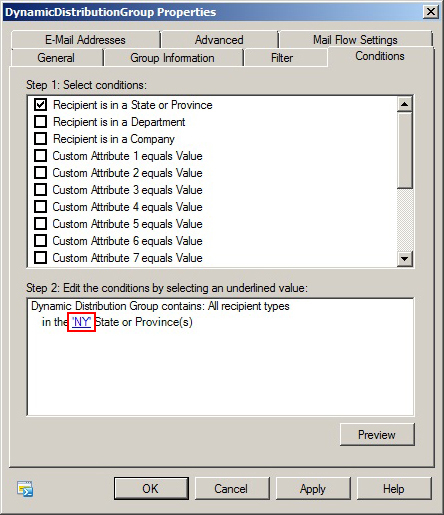 DynamicDistributionGroup Properties
E-Mail Addresses Advanced Mail Flow Settings
General Group Information Filter Conditions
Step 1: Select conditions:
Recipient is in a State or Province
Recipient is in a Department
Recipient is in a Company
Custom Attribute 1 equals Value
Custom Attribute 2 equals Value
Custom Attribute 3 equals Value
Custom Attribute 4 equals Value
Custom Attribute 5 equals Value
Custom Attribute 6 equals Value
Custom Attribute 7 equals Value
Step 2: Edit the conditions by selecting an underlined value:
Dynamic Distribution Group contains: All recipient types
in the 'NY' State or Province(s)
Preview
OK Cancel Apply Help